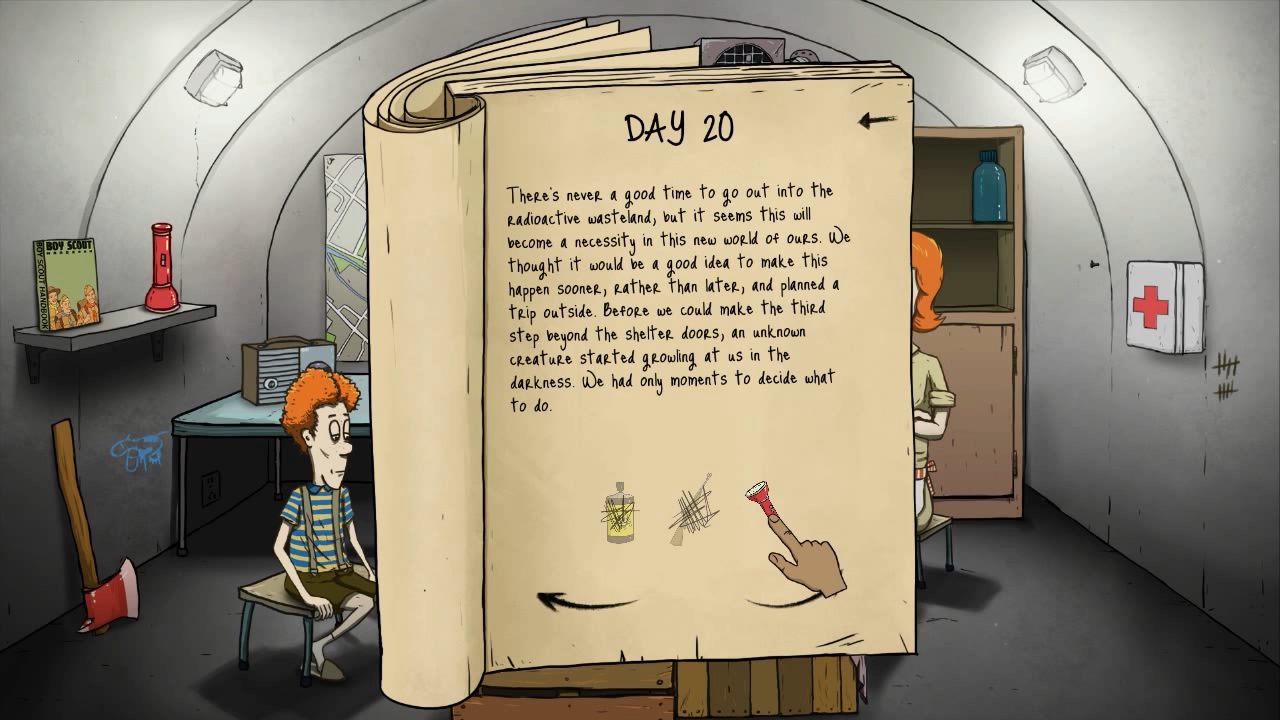 DAY 20
There's never a good time to go out into the
radioactive wasteland, but it seems this will
become a necessity in this new world of ours. We
thought it would be a good idea to make this
happen sooner, rather than later, and planned a
trip outside. Before we could make the third
step beyond the shelter doors, an unknown
creature started growling at us in the
darkness. We had only moments to decide what
to do.
BOY SCOUT
BOY SCOUT HANDBOOK